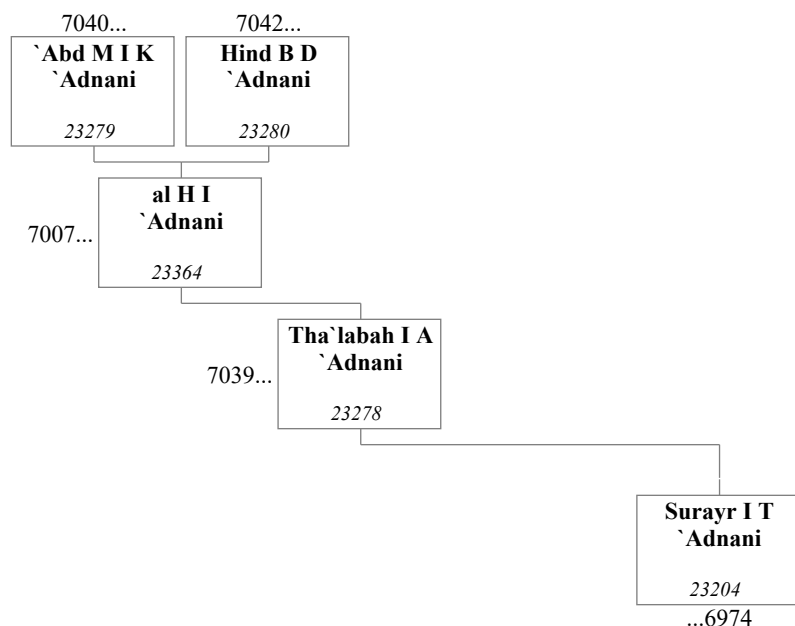 7040...
7042...
`Abd M I K
`Adnani
23279
Hind B D
`Adnani
23280
al H I
`Adnani
23364
7007...
Tha`labah I A
`Adnani
23278
7039...
Surayr I T
`Adnani
23204
...6974